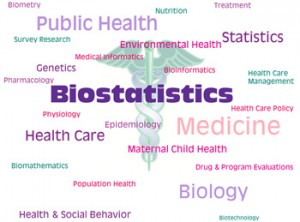 Biometry
Nutrition
Treatment
Public Health
Survey Research
Environmental Health
Statistics
Medical Informatics
Genetics
Bioinformatics
Pharmacology
Health Care
Management
Biostatistics
Physiology
Health Care Policy
Epidemiology
Medicine
Health Care
Maternal Child Health
Biomathematics
Drug & Program Evaluations
Population Health
Biology
Health & Social Behavior
Biotechnology